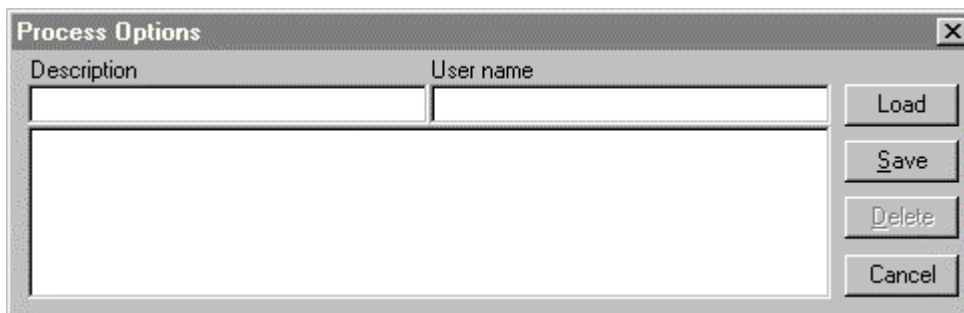 Process Options
Description User name
Load
Save
Delete
Cancel